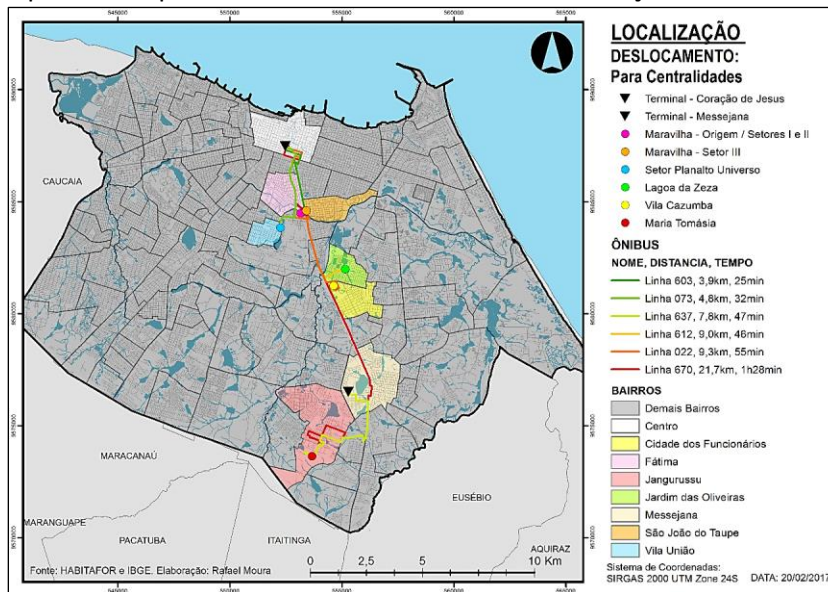 LOCALIZAÇÃO
DESLOCAMENTO:
Para Centralidades
Terminal - Coração de Jesus
Terminal - Messejana
Maravilha - Origem / Setores I e II
Maravilha - Setor III
Setor Planalto Universo
Lagoa da Zeza
Vila Cazumba
Maria Tomásia
ÔNIBUS
NOME, DISTANCIA, TEMPO
Linha 603, 3,9km, 25min
Linha 073, 4,8km, 32min
Linha 637, 7,8km, 47min
Linha 612, 9,0km, 46min
Linha 022, 9,3km, 55min
Linha 670, 21,7km, 1h28min
BAIRROS
Demais Bairros
Centro
Cidade dos Funcionários
Fátima
Jangurussu
Jardim das Oliveiras
Messejana
São João do Taupe
Vila União
Sistema de Coordenadas:
SIRGAS 2000 UTM Zone 24S DATA: 20/02/2017
CAUCAIA
MARACANAÚ
MARANGUAPE
PACATUBA
ITAITINGA
EUSÉBIO
AQUIRAZ
0 2,5 5 10 Km
Fonte: HABITAFOR e IBGE. Elaboração: Rafael Moura